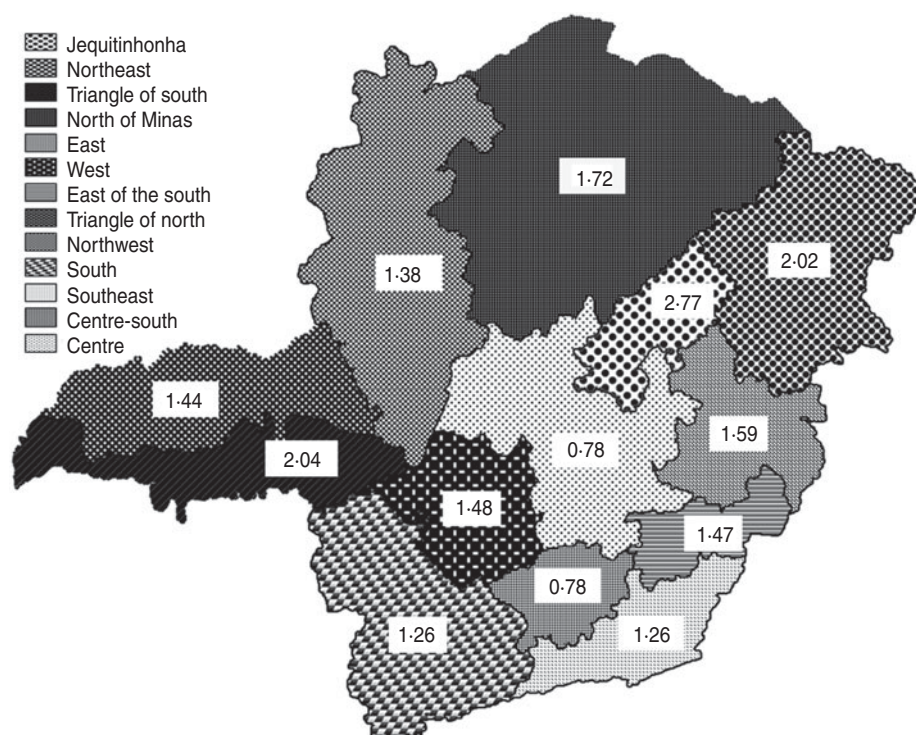 Jequitinhonha
Northeast
Triangle of south
North of Minas
East
West
East of the south
Triangle of north
Northwest
South
Southeast
Centre-south
Centre
1·72
2·02
1·38
2·77
1·44
1·59
0·78
2·04
1·48
1·47
0·78
1·26
1·26